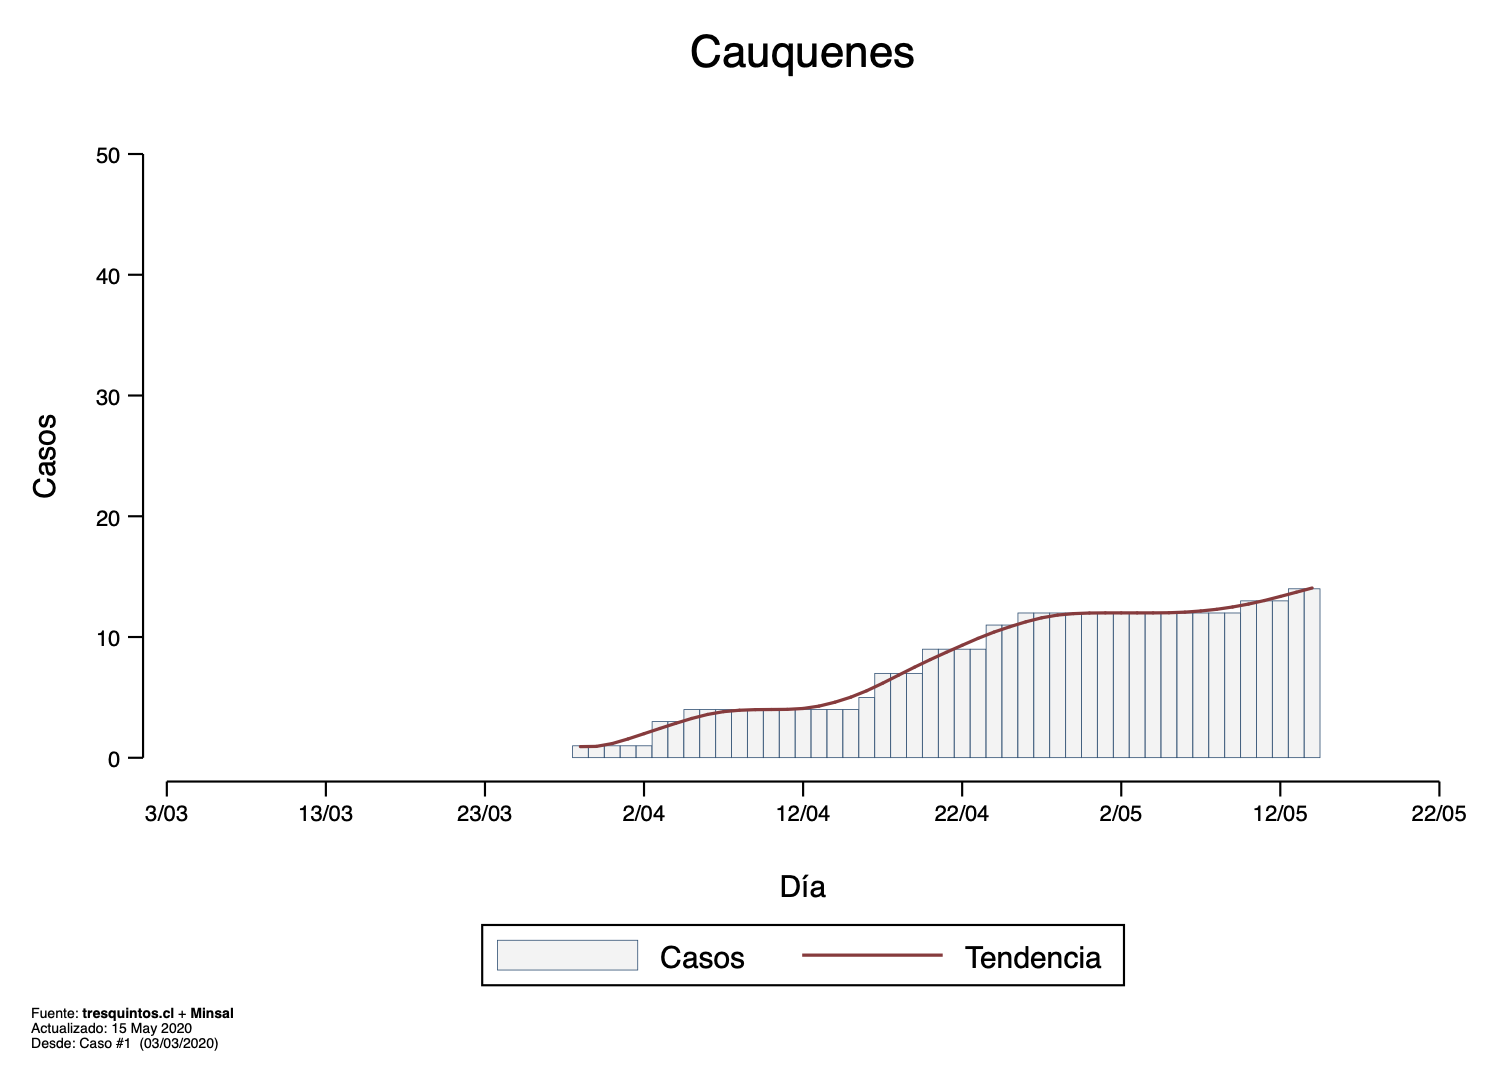 Cauquenes
50
40
30
20
10
0
Casos
3/03 13/03 23/03 2/04 12/04 22/04 2/05 12/05 22/05
Día
Casos Tendencia
Fuente: tresquintos.cl + Minsal
Actualizado: 15 May 2020
Desde: Caso #1 (03/03/2020)